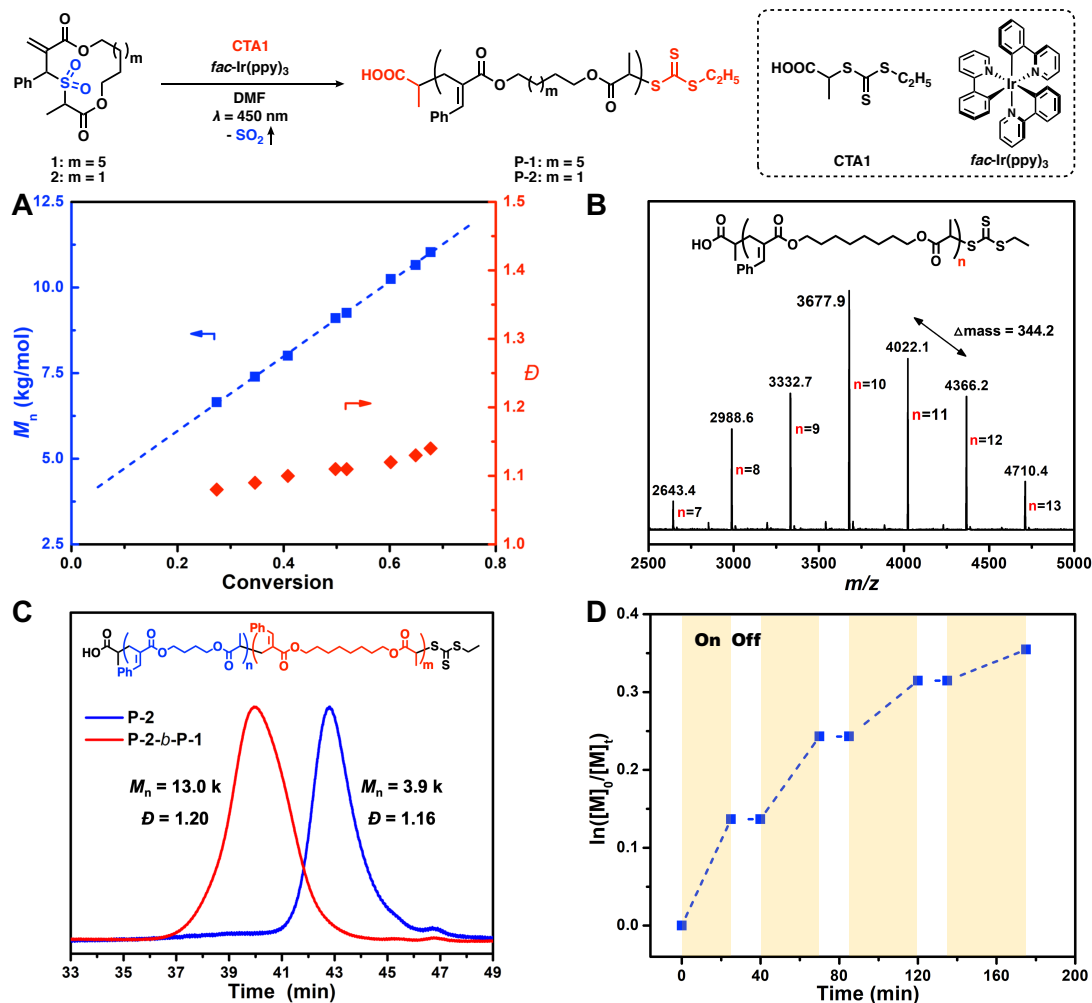 O
O
m
O
S
O
Ph
O
O
O
1: m = 5
2: m = 1
CTA1
fac-Ir(ppy)₃
DMF
λ = 450 nm
- SO₂
HOOC
Ph
O
O
m
O
O
S
S
S
C₂H₅
P-1: m = 5
P-2: m = 1
HOOC
S
S
S
C₂H₅
CTA1
N
N
Ir
N
fac-Ir(ppy)₃
A
Mn (kg/mol)
12.5
10.0
7.5
5.0
2.5
0.0 0.2 0.4 0.6 0.8
Conversion
1.5
1.4
1.3
1.2
1.1
1.0
Đ
B
HO
O
Ph
O
O
O
O
n
S
S
S
2643.4
n=7
2988.6
n=8
3332.7
n=9
3677.9
n=10
4022.1
n=11
4366.2
n=12
4710.4
n=13
Δmass = 344.2
2500 3000 3500 4000 4500 5000
m/z
C
HO
O
Ph
O
O
O
O
n
Ph
O
O
O
O
m
S
S
S
P-2
P-2-b-P-1
Mn = 13.0 k
Đ = 1.20
Mn = 3.9 k
Đ = 1.16
33 35 37 39 41 43 45 47 49
Time (min)
D
On Off
ln([M]₀/[M]t)
0.4
0.3
0.2
0.1
0.0
0 40 80 120 160 200
Time (min)